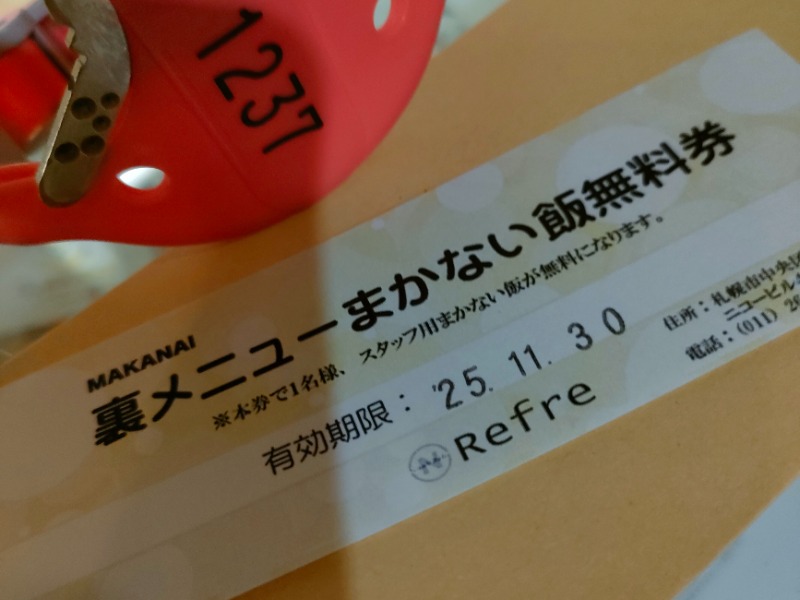 1237
MAKANAI
裏メニューまかない飯無料券
※本券で1名様、スタッフ用まかない飯が無料になります。
有効期限： '25. 11. 30
Refre
住所：札幌市中央区
ニコービル
電話：(011) 26